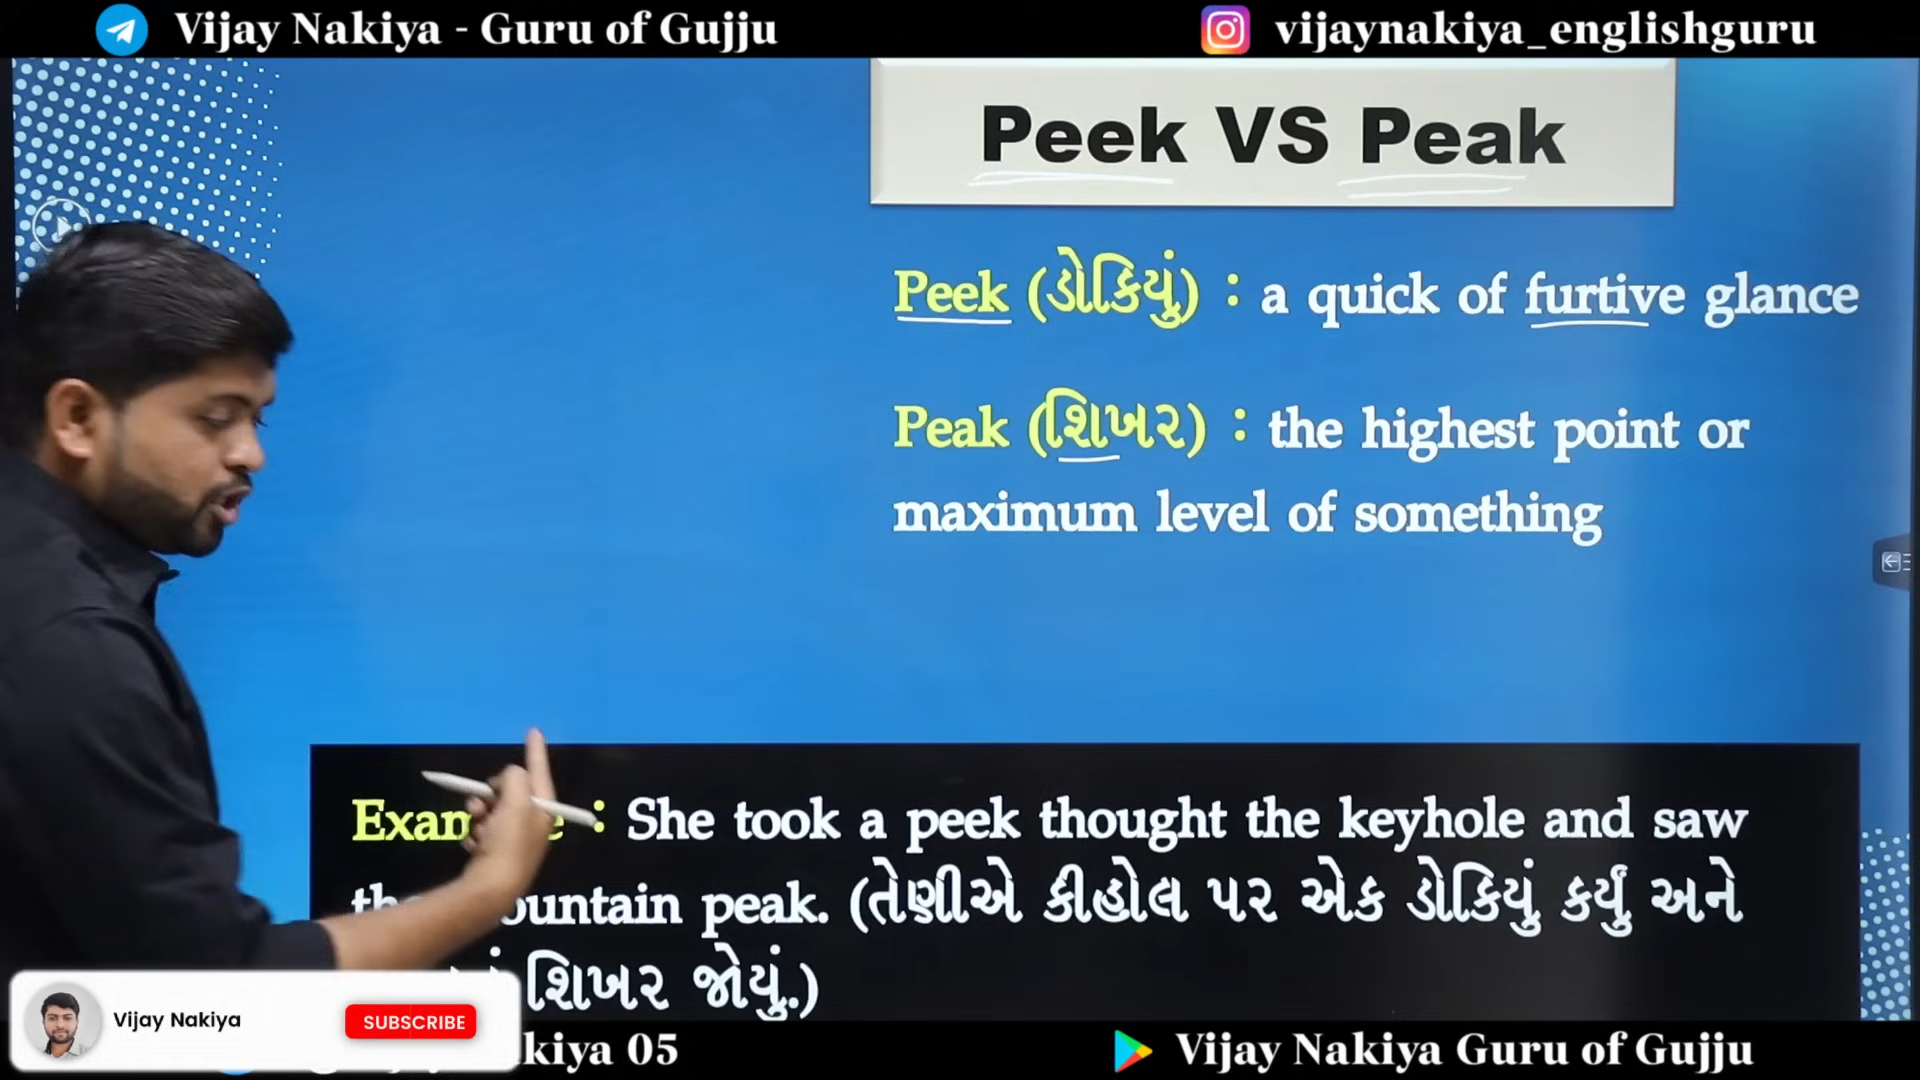 Vijay Nakiya - Guru of Gujju
vijaynakiya_englishguru
Peek VS Peak
Peek (ડોકિયું) : a quick of furtive glance
Peak (શિખર) : the highest point or
maximum level of something
: She took a peek thought the keyhole and saw
peak. (તેણીએ કીહોલ પર એક ડોકિયું કર્યું અને
શિખર જોયું.)
Vijay Nakiya
SUBSCRIBE
kiya 05
Vijay Nakiya Guru of Gujju